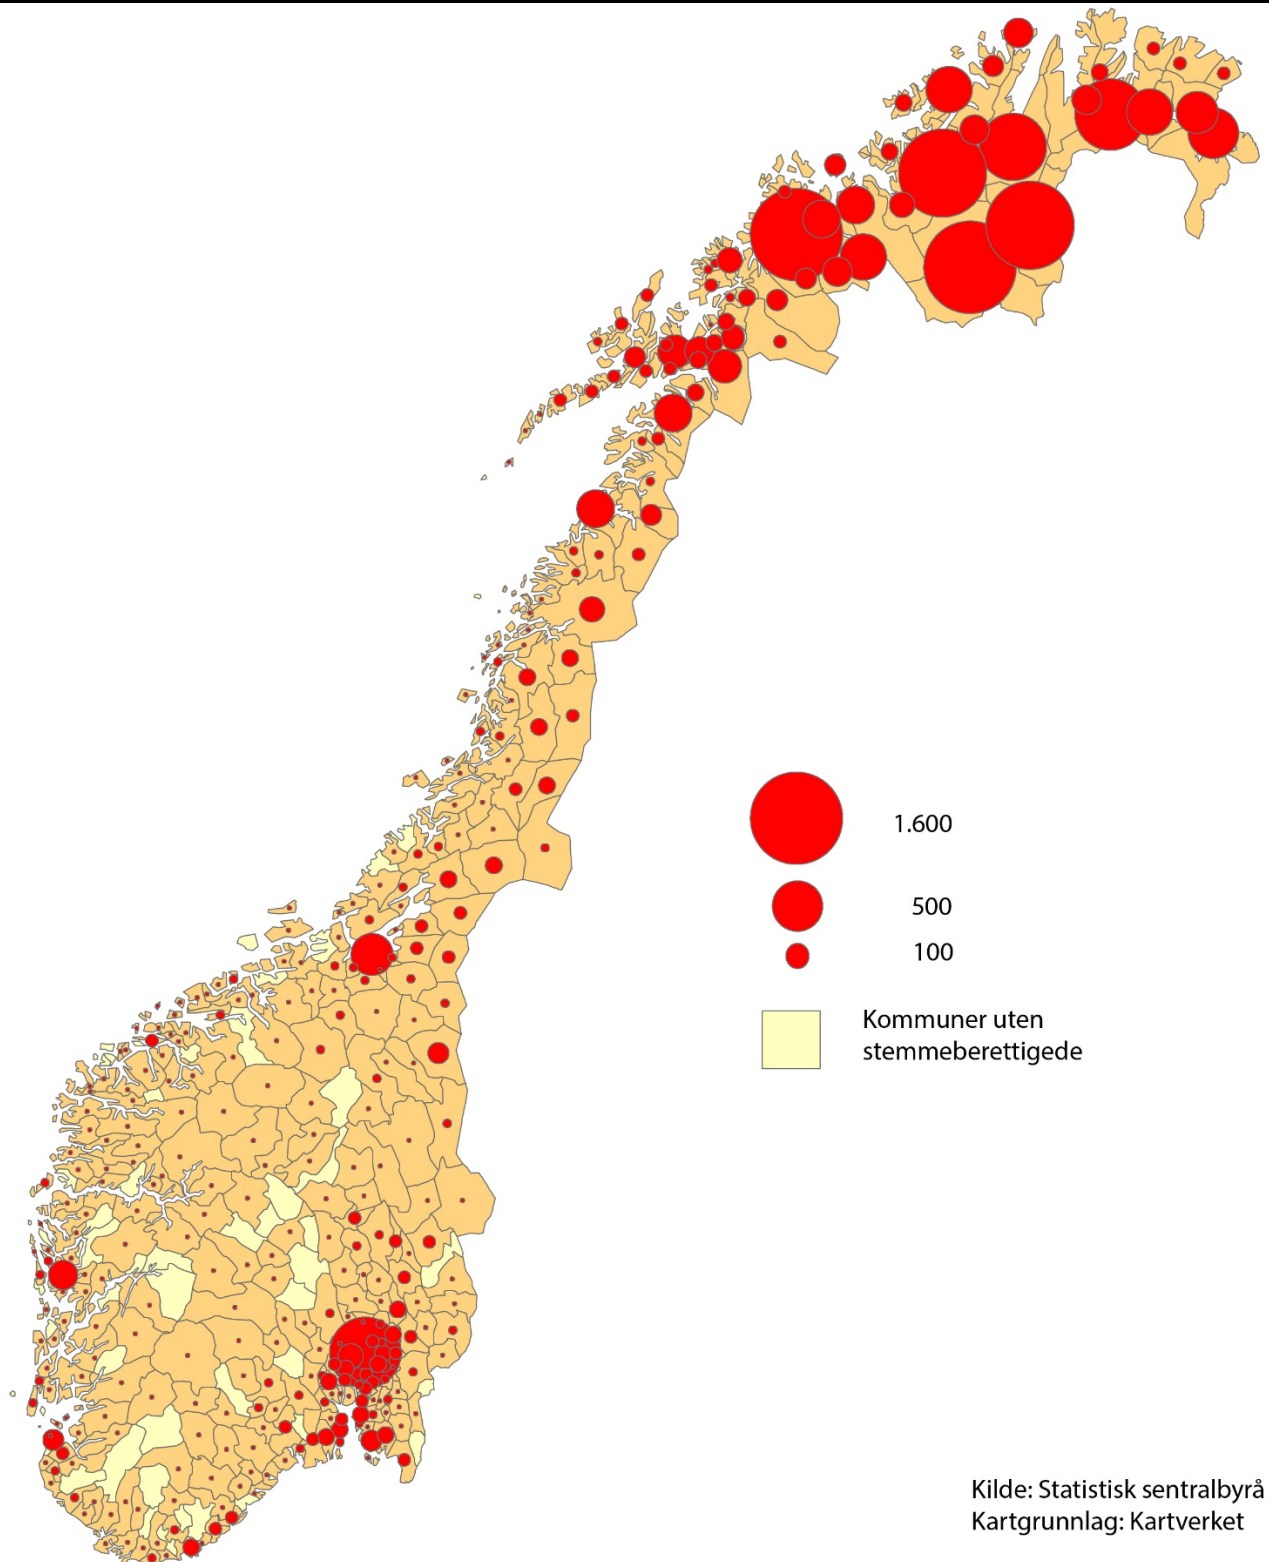 1.600
500
100
Kommuner uten
stemmeberettigede
Kilde: Statistisk sentralbyrå
Kartgrunnlag: Kartverket